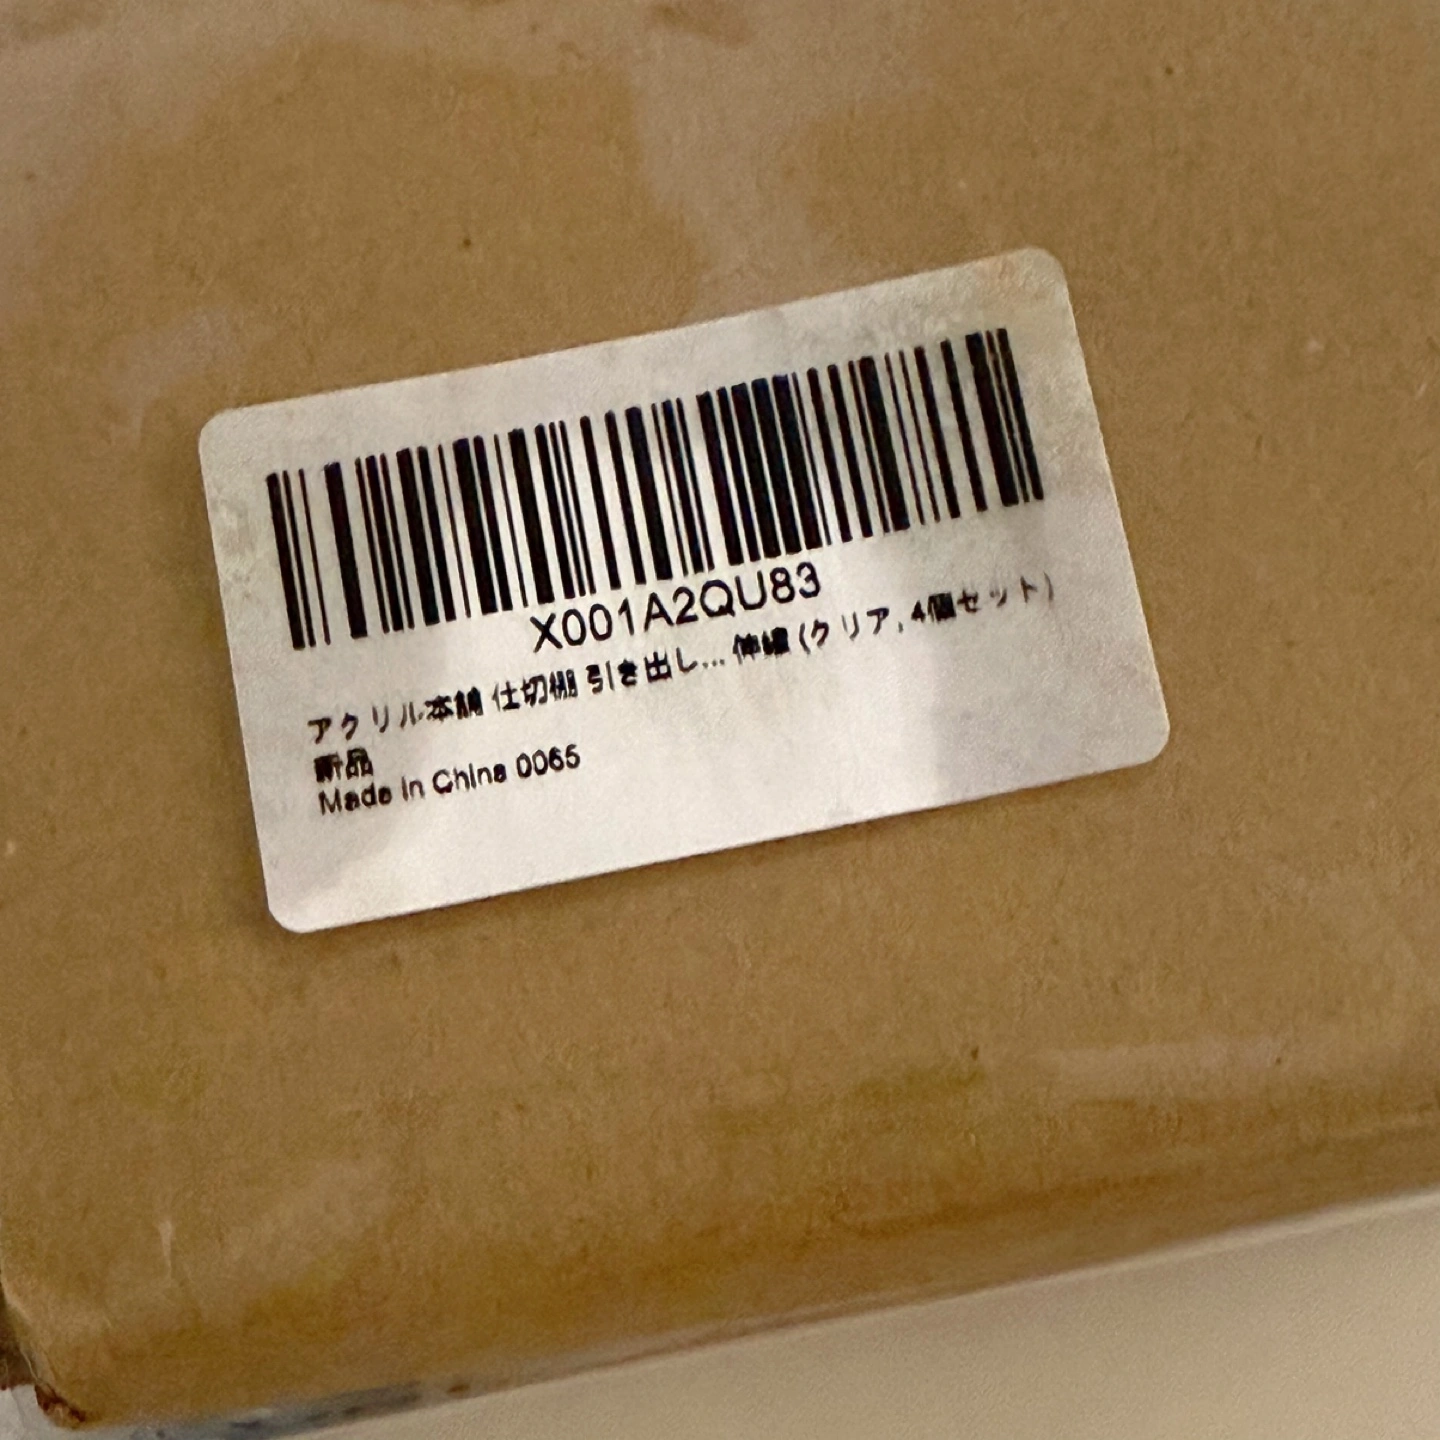 X001A2QU83
アクリル本舗 仕切棚 引き出し... 伸縮 (クリア, 4個セット)
新品
Made in China 0065